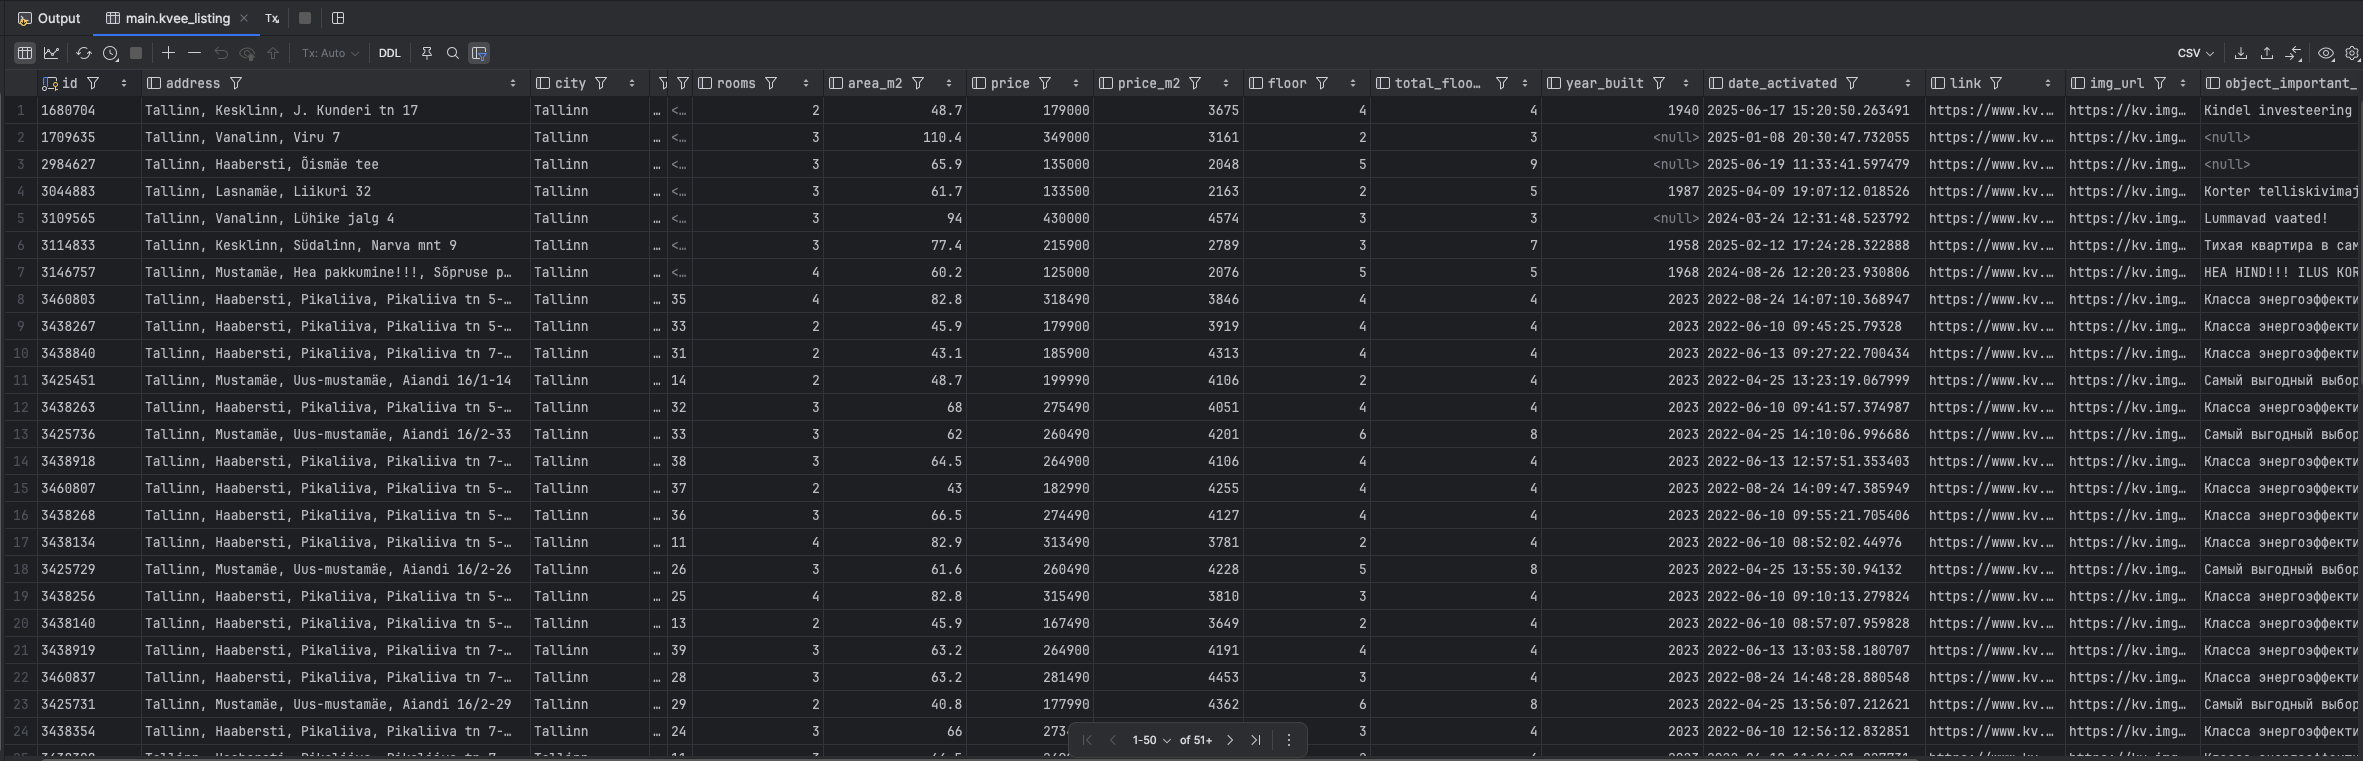 Output main.kvee_listing × Tx
Tx: Auto DDL CSV
id address city rooms area_m2 price price_m2 floor total_floo… year_built date_activated link img_url object_important_
1 1680704 Tallinn, Kesklinn, J. Kunderi tn 17 Tallinn … <… 2 48.7 179000 3675 4 4 1940 2025-06-17 15:20:50.263491 https://www.kv.… https://kv.img… Kindel investeering
2 1709635 Tallinn, Vanalinn, Viru 7 Tallinn … <… 3 110.4 349000 3161 2 3 <null> 2025-01-08 20:30:47.732055 https://www.kv.… https://kv.img… <null>
3 2984627 Tallinn, Haabersti, Õismäe tee Tallinn … <… 3 65.9 135000 2048 5 9 <null> 2025-06-19 11:33:41.597479 https://www.kv.… https://kv.img… <null>
4 3044883 Tallinn, Lasnamäe, Liikuri 32 Tallinn … <… 3 61.7 133500 2163 2 5 1987 2025-04-09 19:07:12.018526 https://www.kv.… https://kv.img… Korter telliskivimaj
5 3109565 Tallinn, Vanalinn, Lühike jalg 4 Tallinn … <… 3 94 430000 4574 3 3 <null> 2024-03-24 12:31:48.523792 https://www.kv.… https://kv.img… Lummavad vaated!
6 3114833 Tallinn, Kesklinn, Südalinn, Narva mnt 9 Tallinn … <… 3 77.4 215900 2789 3 7 1958 2025-02-12 17:24:28.322888 https://www.kv.… https://kv.img… Тихая квартира в сам
7 3146757 Tallinn, Mustamäe, Hea pakkumine!!!, Sõpruse p… Tallinn … <… 4 60.2 125000 2076 5 5 1968 2024-08-26 12:20:23.930806 https://www.kv.… https://kv.img… HEA HIND!!! ILUS KOR
8 3460803 Tallinn, Haabersti, Pikaliiva, Pikaliiva tn 5-… Tallinn … 35 4 82.8 318490 3846 4 4 2023 2022-08-24 14:07:10.368947 https://www.kv.… https://kv.img… Класса энергоэффекти
9 3438267 Tallinn, Haabersti, Pikaliiva, Pikaliiva tn 5-… Tallinn … 33 2 45.9 179900 3919 4 4 2023 2022-06-10 09:45:25.79328 https://www.kv.… https://kv.img… Класса энергоэффекти
10 3438840 Tallinn, Haabersti, Pikaliiva, Pikaliiva tn 7-… Tallinn … 31 2 43.1 185900 4313 4 4 2023 2022-06-13 09:27:22.700434 https://www.kv.… https://kv.img… Класса энергоэффекти
11 3425451 Tallinn, Mustamäe, Uus-mustamäe, Aiandi 16/1-14 Tallinn … 14 2 48.7 199990 4106 2 4 2023 2022-04-25 13:23:19.067999 https://www.kv.… https://kv.img… Самый выгодный выбор
12 3438263 Tallinn, Haabersti, Pikaliiva, Pikaliiva tn 5-… Tallinn … 32 3 68 275490 4051 4 4 2023 2022-06-10 09:41:57.374987 https://www.kv.… https://kv.img… Класса энергоэффекти
13 3425736 Tallinn, Mustamäe, Uus-mustamäe, Aiandi 16/2-33 Tallinn … 33 3 62 260490 4201 6 8 2023 2022-04-25 14:10:06.996686 https://www.kv.… https://kv.img… Самый выгодный выбор
14 3438918 Tallinn, Haabersti, Pikaliiva, Pikaliiva tn 7-… Tallinn … 38 3 64.5 264900 4106 4 4 2023 2022-06-13 12:57:51.353403 https://www.kv.… https://kv.img… Класса энергоэффекти
15 3460807 Tallinn, Haabersti, Pikaliiva, Pikaliiva tn 5-… Tallinn … 37 2 43 182990 4255 4 4 2023 2022-08-24 14:09:47.385949 https://www.kv.… https://kv.img… Класса энергоэффекти
16 3438268 Tallinn, Haabersti, Pikaliiva, Pikaliiva tn 5-… Tallinn … 36 3 66.5 274490 4127 4 4 2023 2022-06-10 09:55:21.705406 https://www.kv.… https://kv.img… Класса энергоэффекти
17 3438134 Tallinn, Haabersti, Pikaliiva, Pikaliiva tn 5-… Tallinn … 11 4 82.9 313490 3781 2 4 2023 2022-06-10 08:52:02.44976 https://www.kv.… https://kv.img… Класса энергоэффекти
18 3425729 Tallinn, Mustamäe, Uus-mustamäe, Aiandi 16/2-26 Tallinn … 26 3 61.6 260490 4228 5 8 2023 2022-04-25 13:55:30.94132 https://www.kv.… https://kv.img… Самый выгодный выбор
19 3438256 Tallinn, Haabersti, Pikaliiva, Pikaliiva tn 5-… Tallinn … 25 4 82.8 315490 3810 3 4 2023 2022-06-10 09:10:13.279824 https://www.kv.… https://kv.img… Класса энергоэффекти
20 3438140 Tallinn, Haabersti, Pikaliiva, Pikaliiva tn 5-… Tallinn … 13 2 45.9 167490 3649 2 4 2023 2022-06-10 08:57:07.959828 https://www.kv.… https://kv.img… Класса энергоэффекти
21 3438919 Tallinn, Haabersti, Pikaliiva, Pikaliiva tn 7-… Tallinn … 39 3 63.2 264900 4191 4 4 2023 2022-06-13 13:03:58.180707 https://www.kv.… https://kv.img… Класса энергоэффекти
22 3460837 Tallinn, Haabersti, Pikaliiva, Pikaliiva tn 7-… Tallinn … 28 3 63.2 281490 4453 3 4 2023 2022-08-24 14:48:28.880548 https://www.kv.… https://kv.img… Класса энергоэффекти
23 3425731 Tallinn, Mustamäe, Uus-mustamäe, Aiandi 16/2-29 Tallinn … 29 2 40.8 177990 4362 6 8 2023 2022-04-25 13:56:07.212621 https://www.kv.… https://kv.img… Самый выгодный выбор
24 3438354 Tallinn, Haabersti, Pikaliiva, Pikaliiva tn 7-… Tallinn … 24 3 66 273 3 4 2023 2022-06-10 12:56:12.832851 https://www.kv.… https://kv.img… Класса энергоэффекти
1-50 of 51+